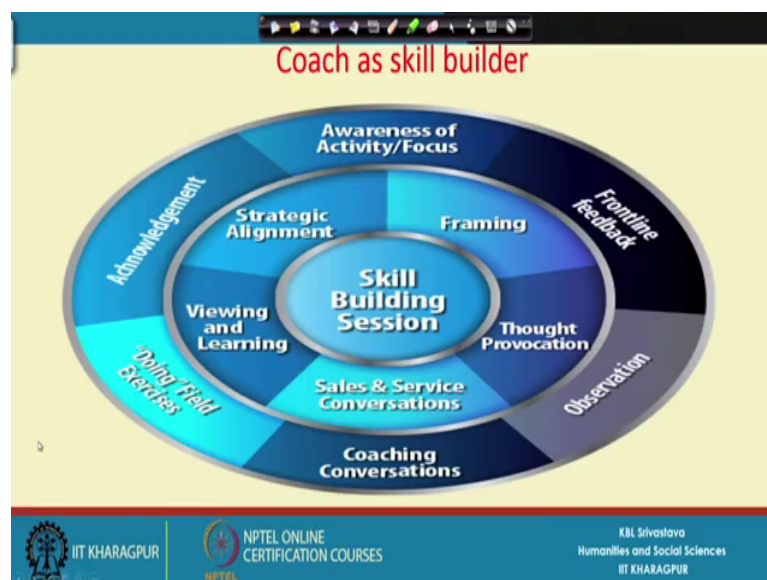 Coach as skill builder
Awareness of
Activity/Focus
Frontline
feedback
Observation
Coaching
Conversations
"Doing" Field
Exercises
Achnowledgement
Strategic
Alignment
Framing
Thought
Provocation
Sales & Service
Conversations
Viewing
and
Learning
Skill
Building
Session
IIT KHARAGPUR
NPTEL ONLINE
CERTIFICATION COURSES
NPTEL
KBL Srivastava
Humanities and Social Sciences
IIT KHARAGPUR